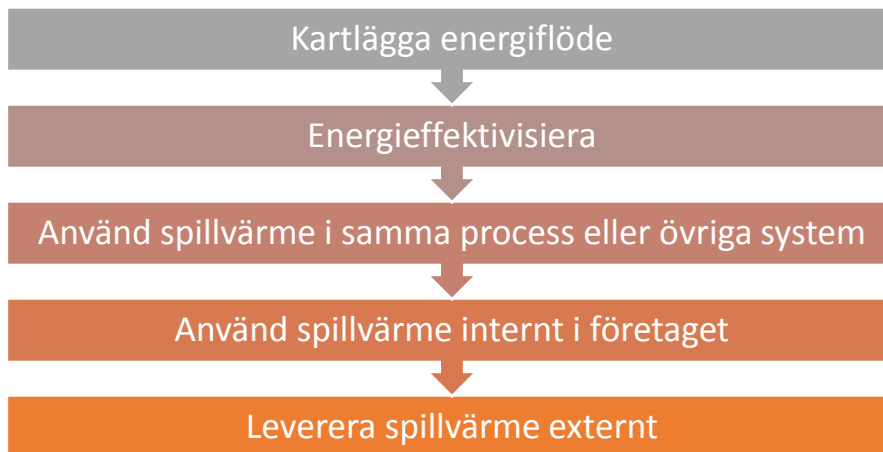 Kartlägga energiflöde
Energieffektivisiera
Använd spillvärme i samma process eller övriga system
Använd spillvärme internt i företaget
Leverera spillvärme externt